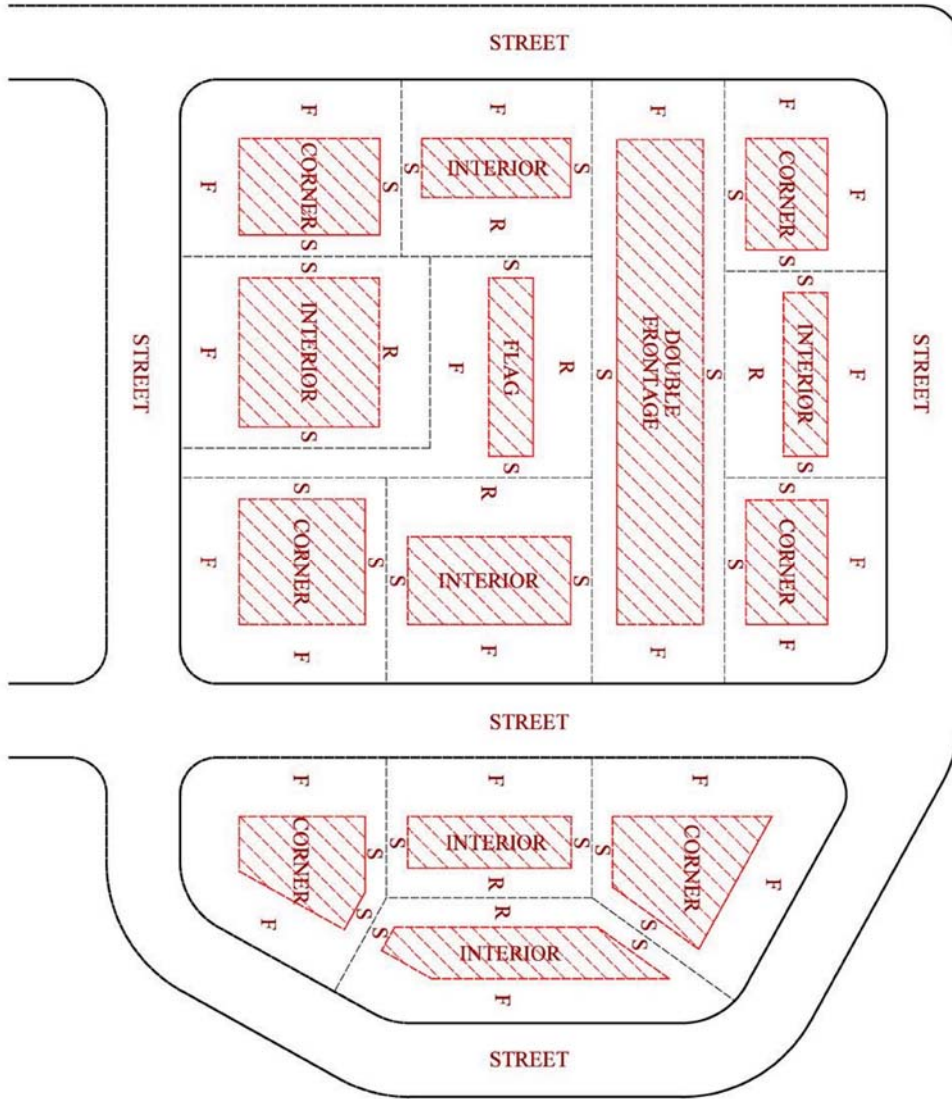 STREET
F
F
F
F
F
CORNER
S
S
INTERIOR
S
S
CORNER
F
R
S
S
S
S
S
STREET
F
INTERIOR
R
F
FLAG
R
S
DOUBLE
FRONTAGE
S
R
INTERIOR
F
STREET
S
S
S
S
R
S
F
CORNER
S
S
INTERIOR
S
S
CORNER
F
F
F
F
F
STREET
F
F
F
CORNER
S
S
INTERIOR
S
S
CORNER
F
R
S
R
F
S
INTERIOR
S
S
F
STREET